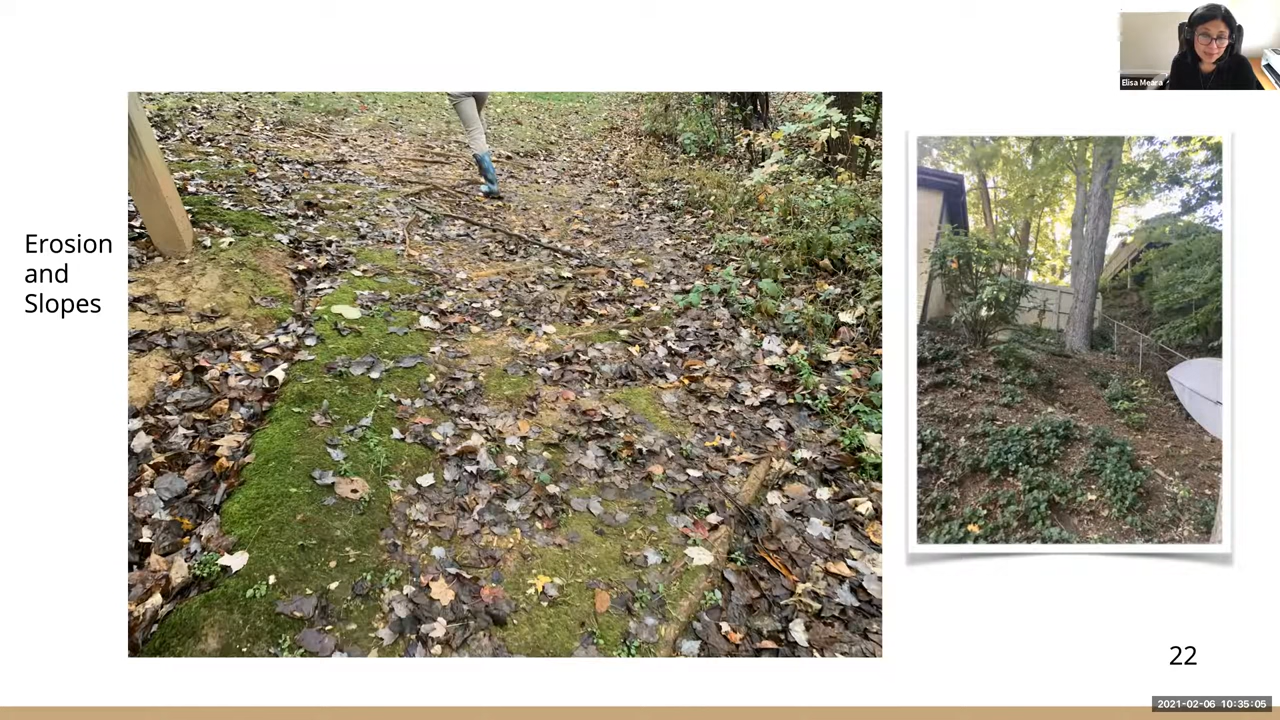 Elisa Meara
Erosion
and
Slopes
22
2021-02-06 10:35:05